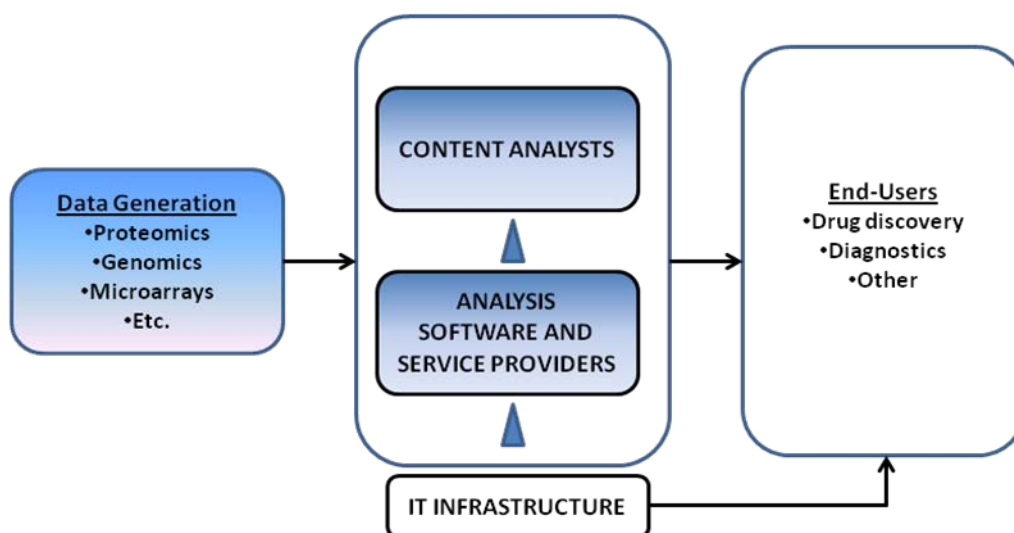 Data Generation
•Proteomics
•Genomics
•Microarrays
•Etc.
CONTENT ANALYSTS
ANALYSIS
SOFTWARE AND
SERVICE PROVIDERS
IT INFRASTRUCTURE
End-Users
•Drug discovery
•Diagnostics
•Other